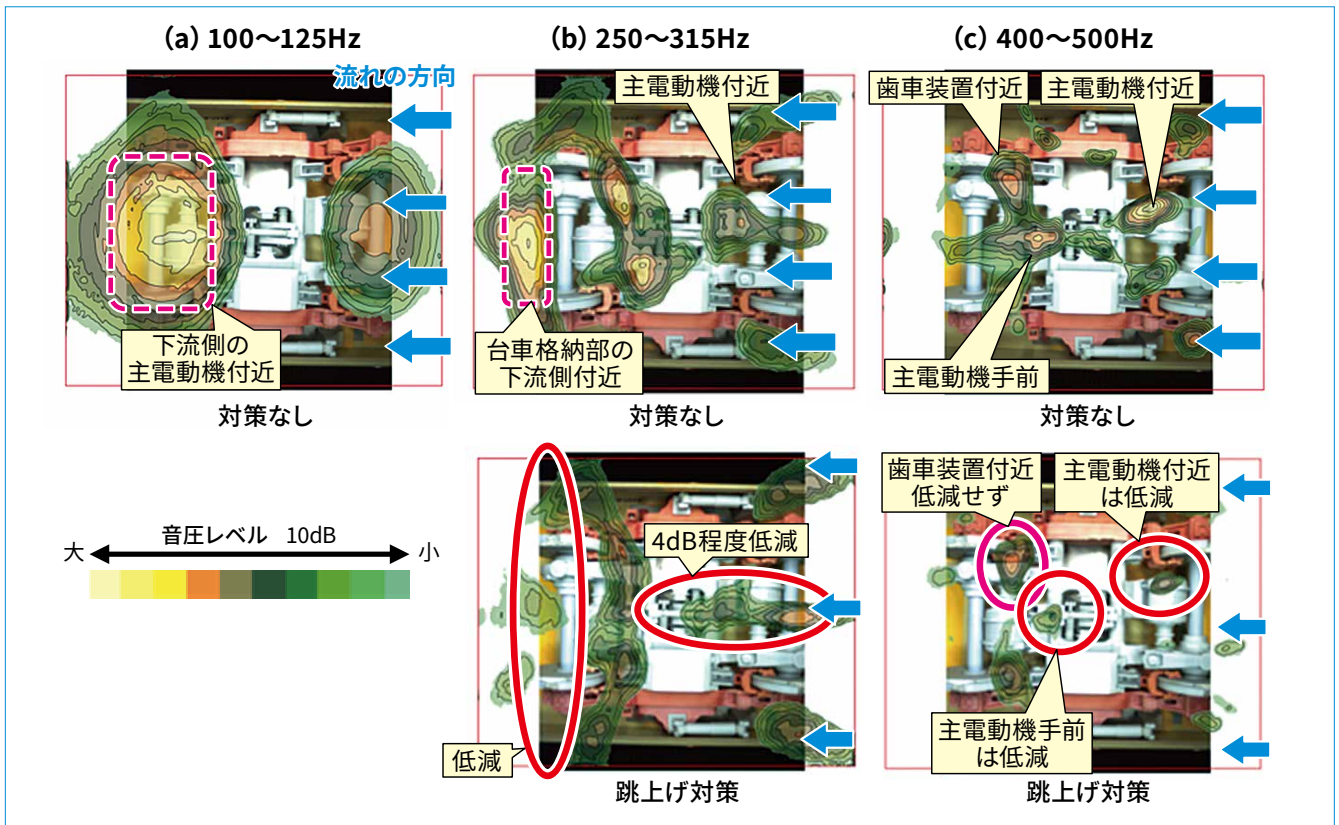 (a) 100～125Hz
(b) 250～315Hz
(c) 400～500Hz
流れの方向
主電動機付近
歯車装置付近
主電動機付近
下流側の
主電動機付近
台車格納部の
下流側付近
主電動機手前
対策なし
対策なし
対策なし
音圧レベル 10dB
大
小
4dB程度低減
低減
跳上げ対策
歯車装置付近
低減せず
主電動機付近
は低減
主電動機手前
は低減
跳上げ対策